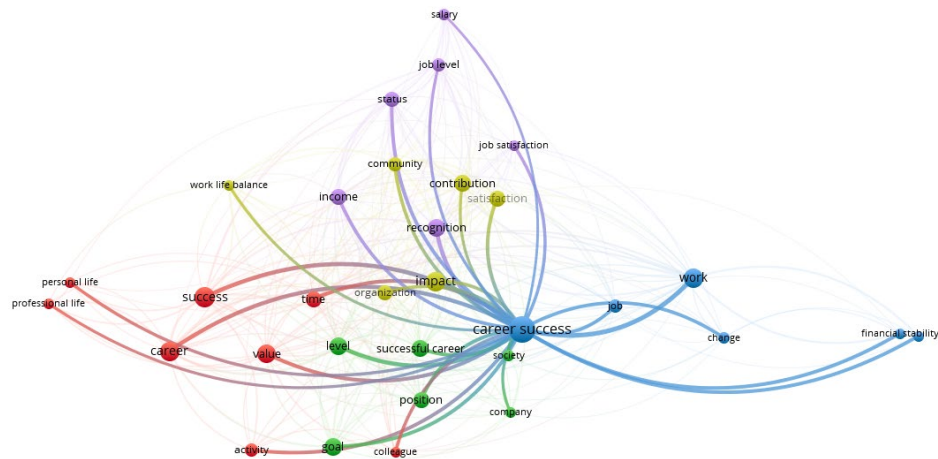 salary
job level
status
job satisfaction
community
work life balance
contribution
income
satisfaction
recognition
personal life
impact
work
professional life
success
time
organization
job
career success
change
financial stability
career
value
level
successful career
society
position
company
activity
goal
colleague